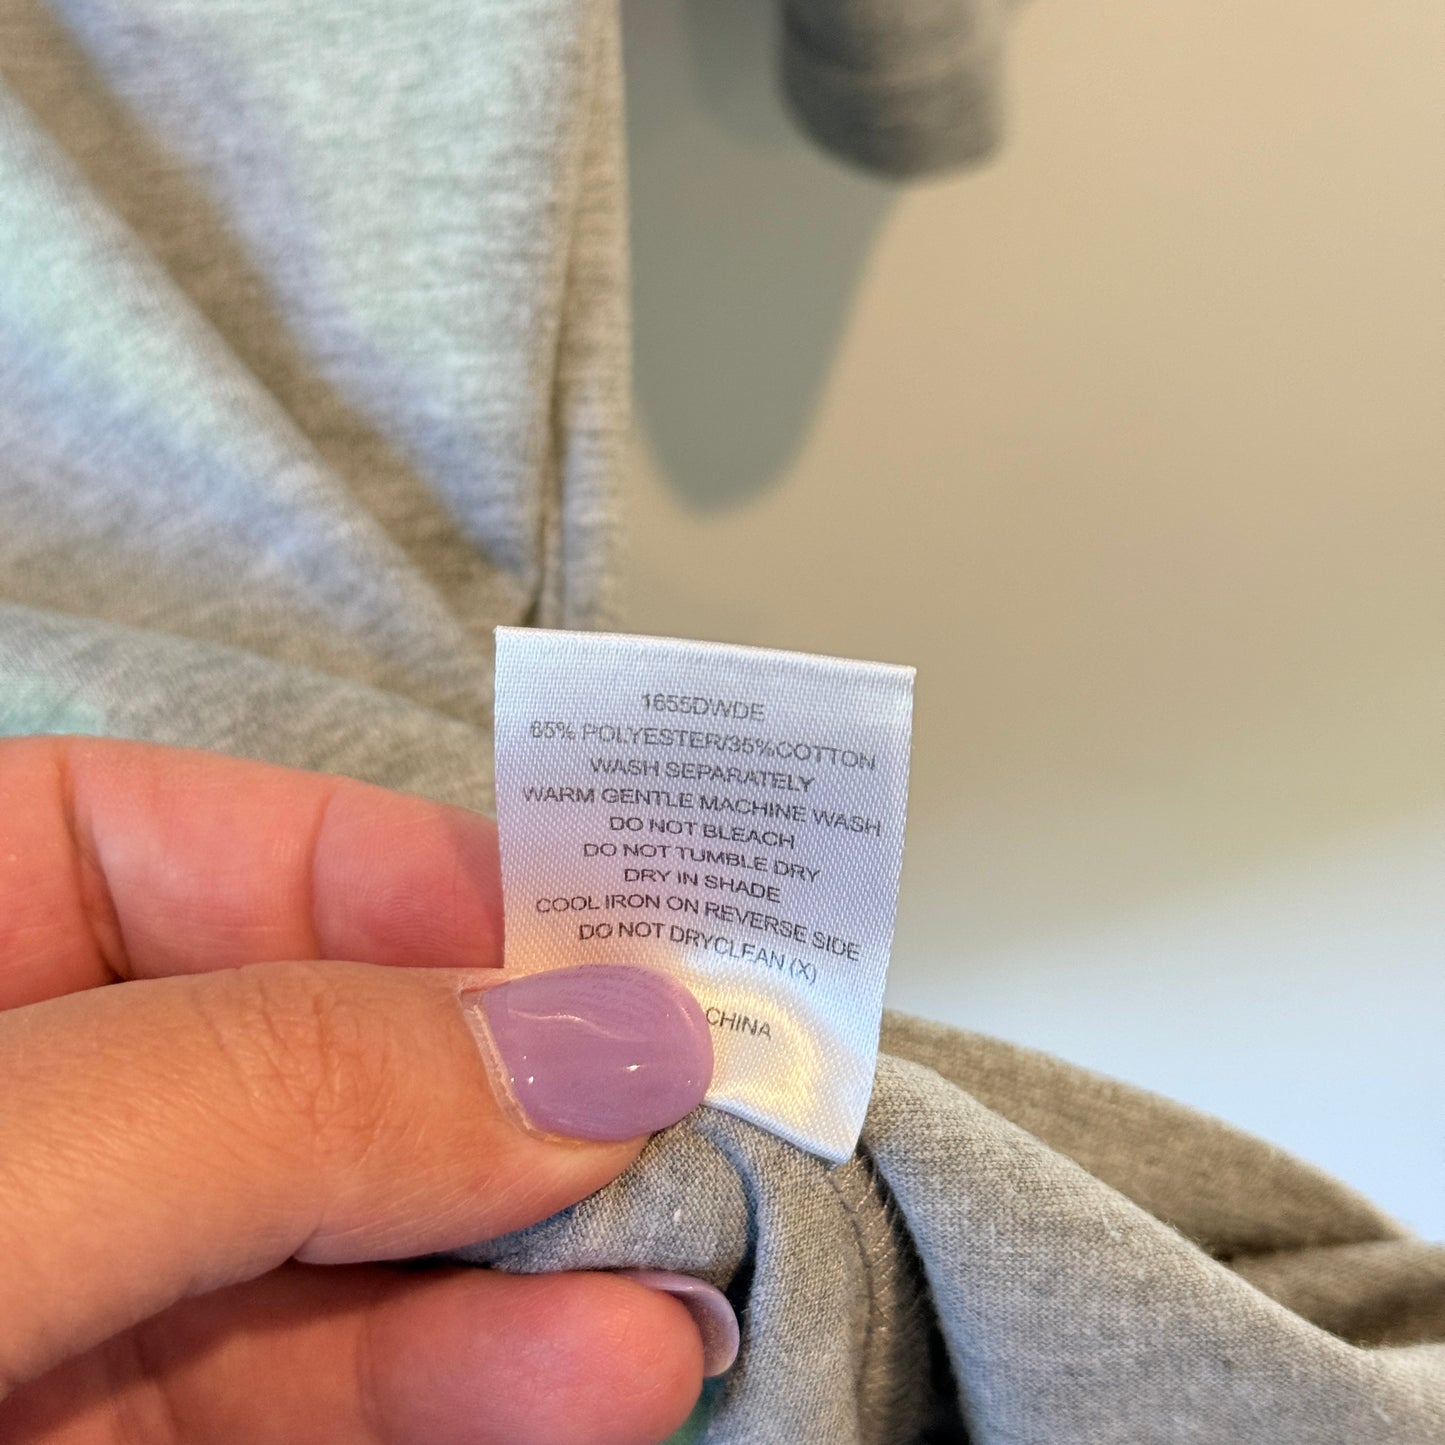 1655DWDE
65% POLYESTER/35%COTTON
WASH SEPARATELY
WARM GENTLE MACHINE WASH
DO NOT BLEACH
DO NOT TUMBLE DRY
DRY IN SHADE
COOL IRON ON REVERSE SIDE
DO NOT DRYCLEAN (X)
CHINA